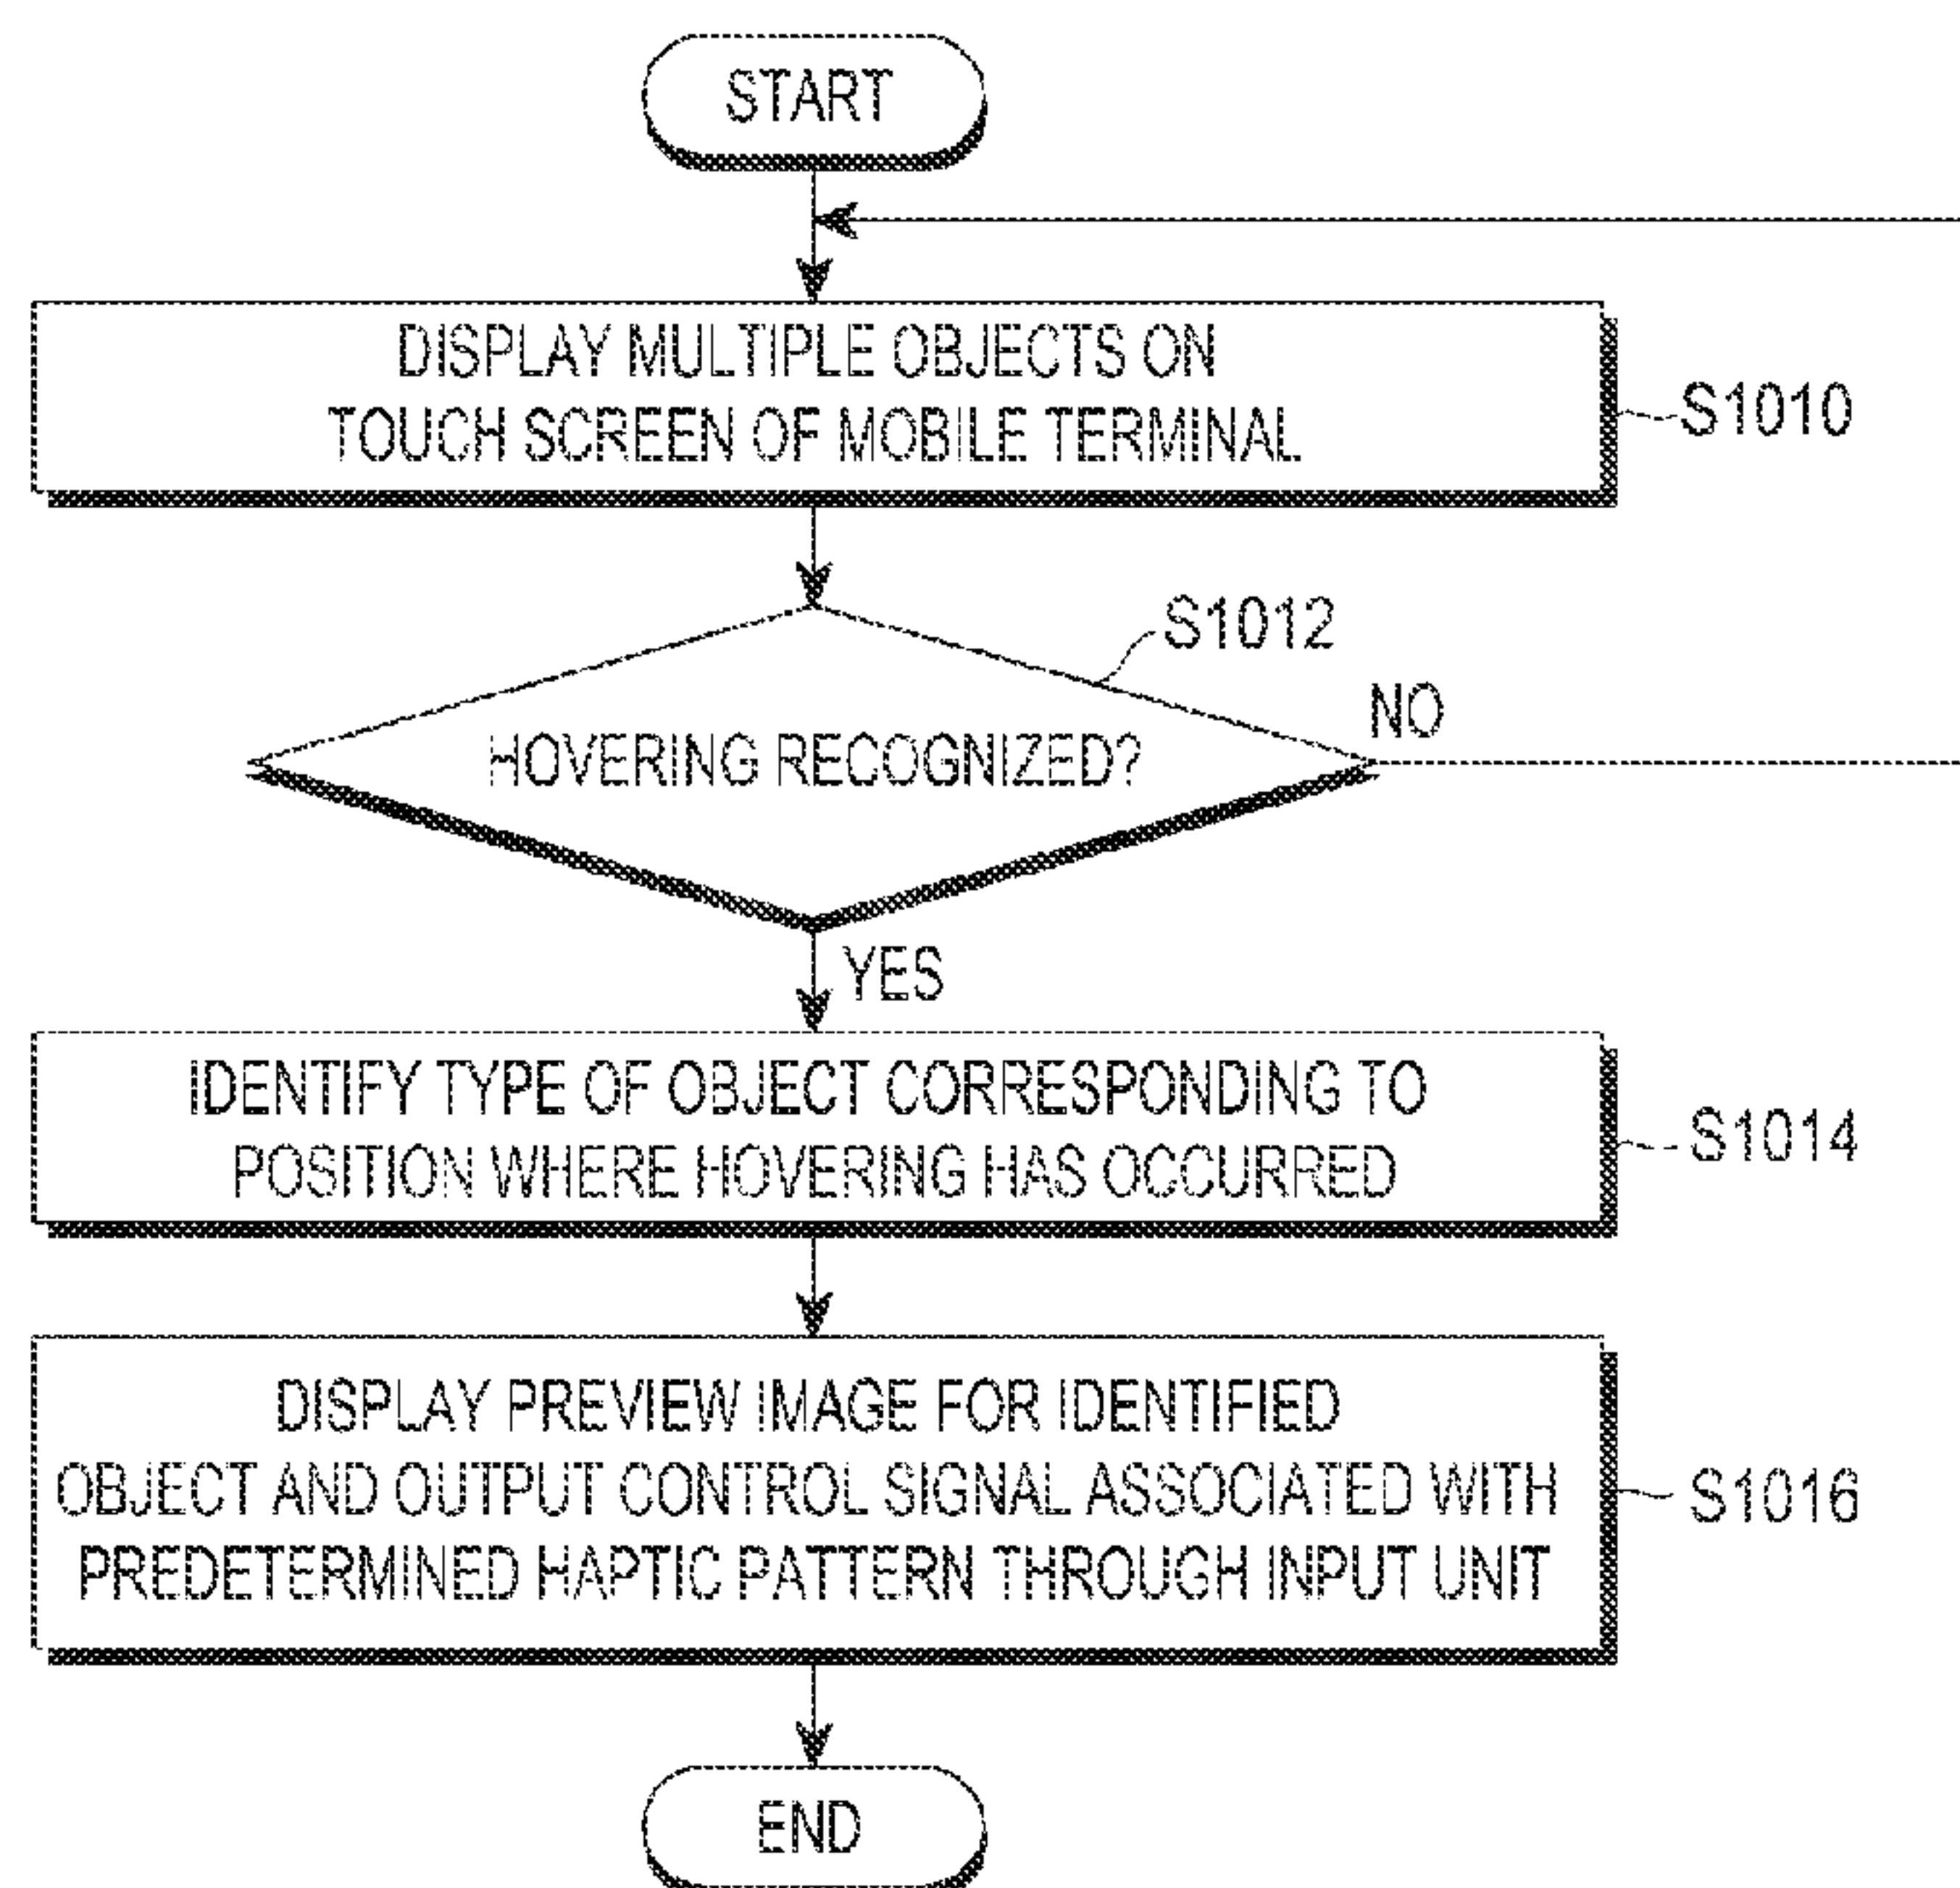 START
DISPLAY MULTIPLE OBJECTS ON
TOUCH SCREEN OF MOBILE TERMINAL
S1010
S1012
NO
HOVERING RECOGNIZED?
YES
IDENTIFY TYPE OF OBJECT CORRESPONDING TO
POSITION WHERE HOVERING HAS OCCURRED
S1014
DISPLAY PREVIEW IMAGE FOR IDENTIFIED
OBJECT AND OUTPUT CONTROL SIGNAL ASSOCIATED WITH
PREDETERMINED HAPTIC PATTERN THROUGH INPUT UNIT
S1016
END